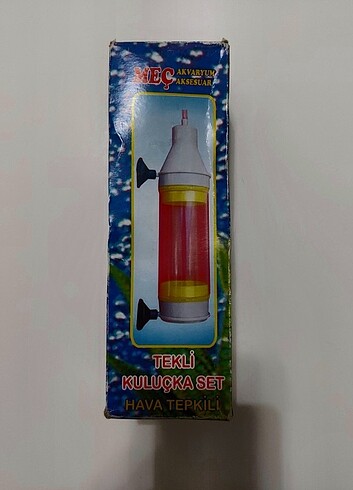 MEÇ AKVARYUM
AKSESUAR
TEKLİ
KULUÇKA SET
HAVA TEPKİLİ